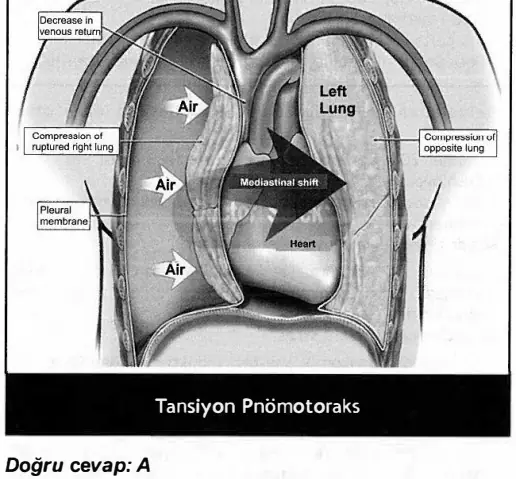 Decrease in
venous return
Left
Lung
Air
Compression of
ruptured right lung
Compression of
opposite lung
Air
Mediastinal shift
Pleural
membrane
Heart
Air
Tansiyon Pnömotoraks
Doğru cevap: A